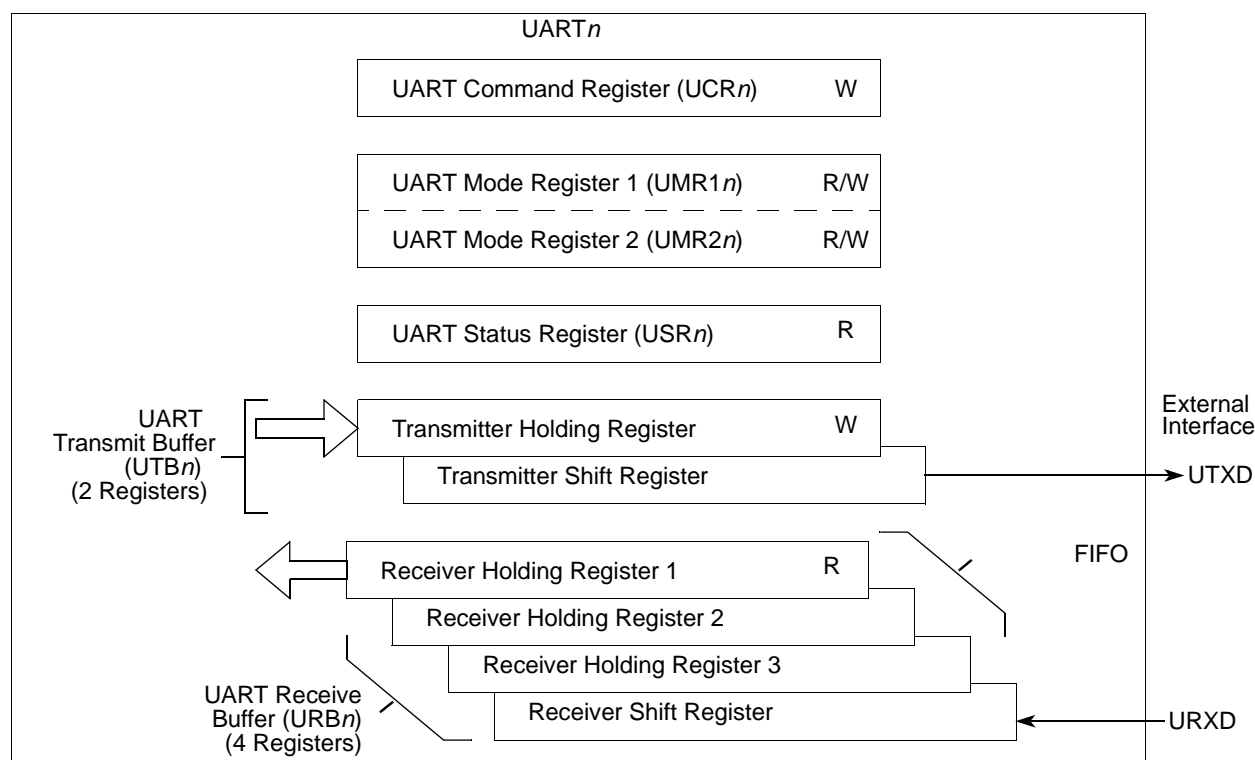 UARTn
UART Command Register (UCRn) W
UART Mode Register 1 (UMR1n) R/W
UART Mode Register 2 (UMR2n) R/W
UART Status Register (USRn) R
UART
Transmit Buffer
(UTBn)
(2 Registers)
Transmitter Holding Register W
Transmitter Shift Register
External
Interface
UTXD
FIFO
Receiver Holding Register 1 R
Receiver Holding Register 2
Receiver Holding Register 3
Receiver Shift Register
UART Receive
Buffer (URBn)
(4 Registers)
URXD